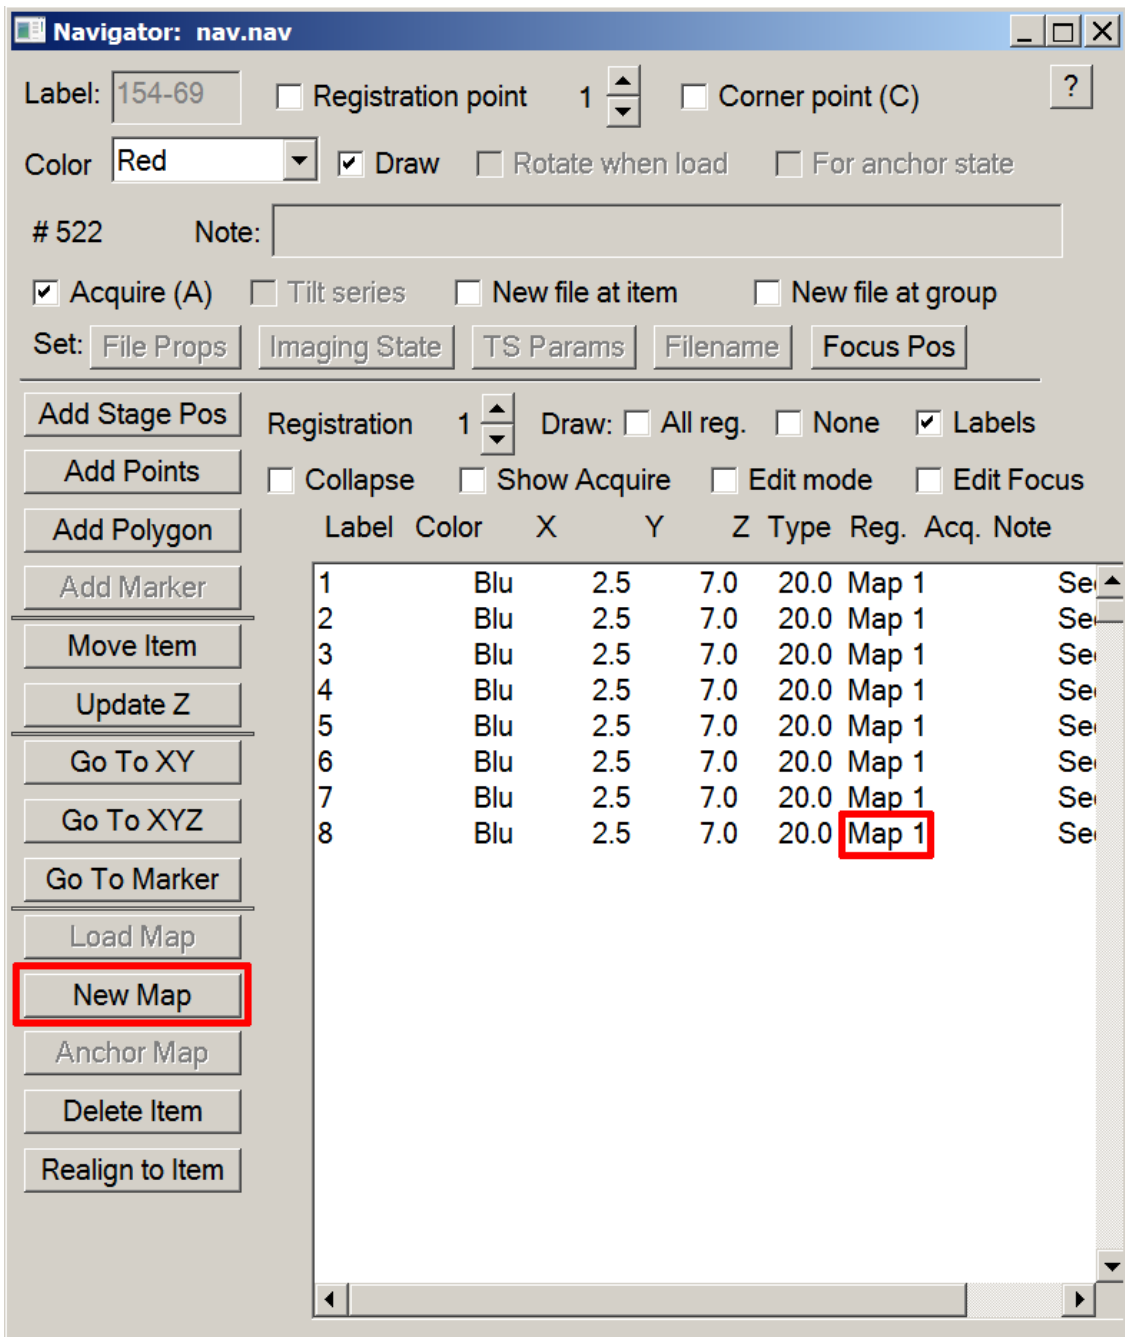 Navigator: nav.nav
Label: 154-69 Registration point 1 Corner point (C) ?
Color Red Draw Rotate when load For anchor state
# 522 Note:
Acquire (A) Tilt series New file at item New file at group
Set: File Props Imaging State TS Params Filename Focus Pos
Add Stage Pos Registration 1 Draw: All reg. None Labels
Add Points Collapse Show Acquire Edit mode Edit Focus
Add Polygon Label Color X Y Z Type Reg. Acq. Note
Add Marker 1 Blu 2.5 7.0 20.0 Map 1 Sec
2 Blu 2.5 7.0 20.0 Map 1 Sec
Move Item 3 Blu 2.5 7.0 20.0 Map 1 Sec
4 Blu 2.5 7.0 20.0 Map 1 Sec
Update Z 5 Blu 2.5 7.0 20.0 Map 1 Sec
Go To XY 6 Blu 2.5 7.0 20.0 Map 1 Sec
7 Blu 2.5 7.0 20.0 Map 1 Sec
Go To XYZ 8 Blu 2.5 7.0 20.0 Map 1 Sec
Go To Marker
Load Map
New Map
Anchor Map
Delete Item
Realign to Item